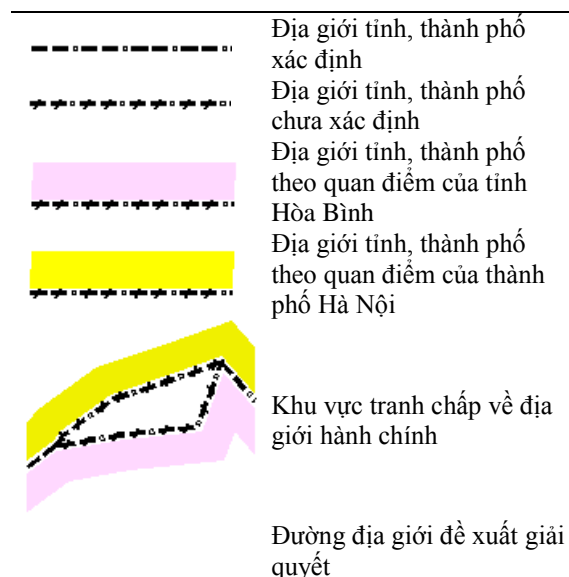 Địa giới tỉnh, thành phố
xác định
Địa giới tỉnh, thành phố
chưa xác định
Địa giới tỉnh, thành phố
theo quan điểm của tỉnh
Hòa Bình
Địa giới tỉnh, thành phố
theo quan điểm của thành
phố Hà Nội
Khu vực tranh chấp về địa
giới hành chính
Đường địa giới đề xuất giải
quyết